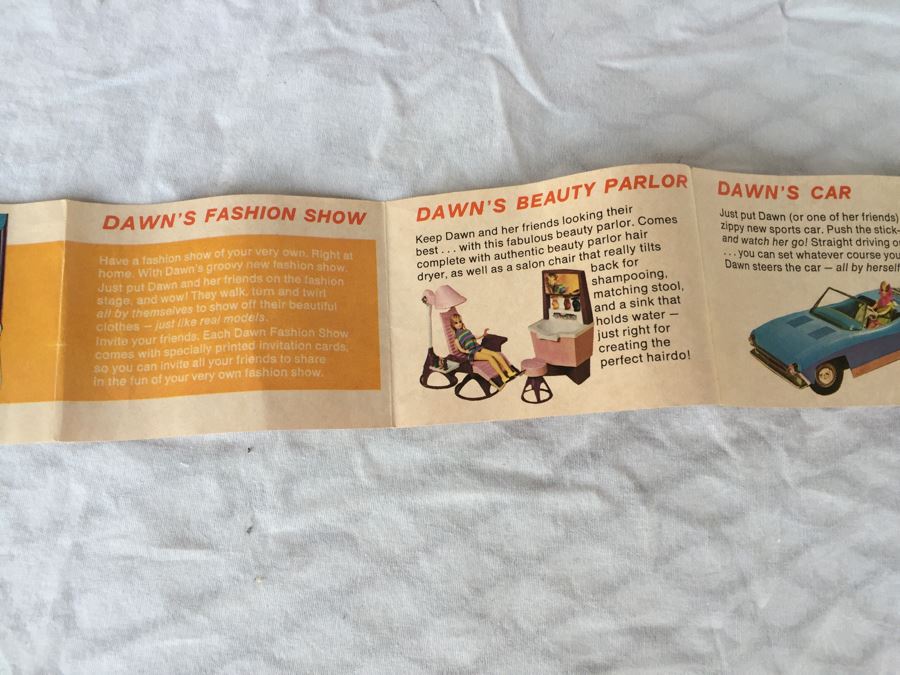 DAWN'S FASHION SHOW
Have a fashion show of your very own. Right at
home. With Dawn's groovy new fashion show.
Just put Dawn and her friends on the fashion
stage, and wow! They walk, turn and twirl
all by themselves to show off their beautiful
clothes — just like real models.
Invite your friends. Each Dawn Fashion Show
comes with specially printed invitation cards,
so you can invite all your friends to share
in the fun of your very own fashion show.
DAWN'S BEAUTY PARLOR
Keep Dawn and her friends looking their
best . . . with this fabulous beauty parlor. Comes
complete with authentic beauty parlor hair
dryer, as well as a salon chair that really tilts
back for
shampooing,
matching stool,
and a sink that
holds water —
just right for
creating the
perfect hairdo!
DAWN'S CAR
Just put Dawn (or one of her friends)
zippy new sports car. Push the stick-
and watch her go! Straight driving
. . . you can set whatever course you
Dawn steers the car — all by herself